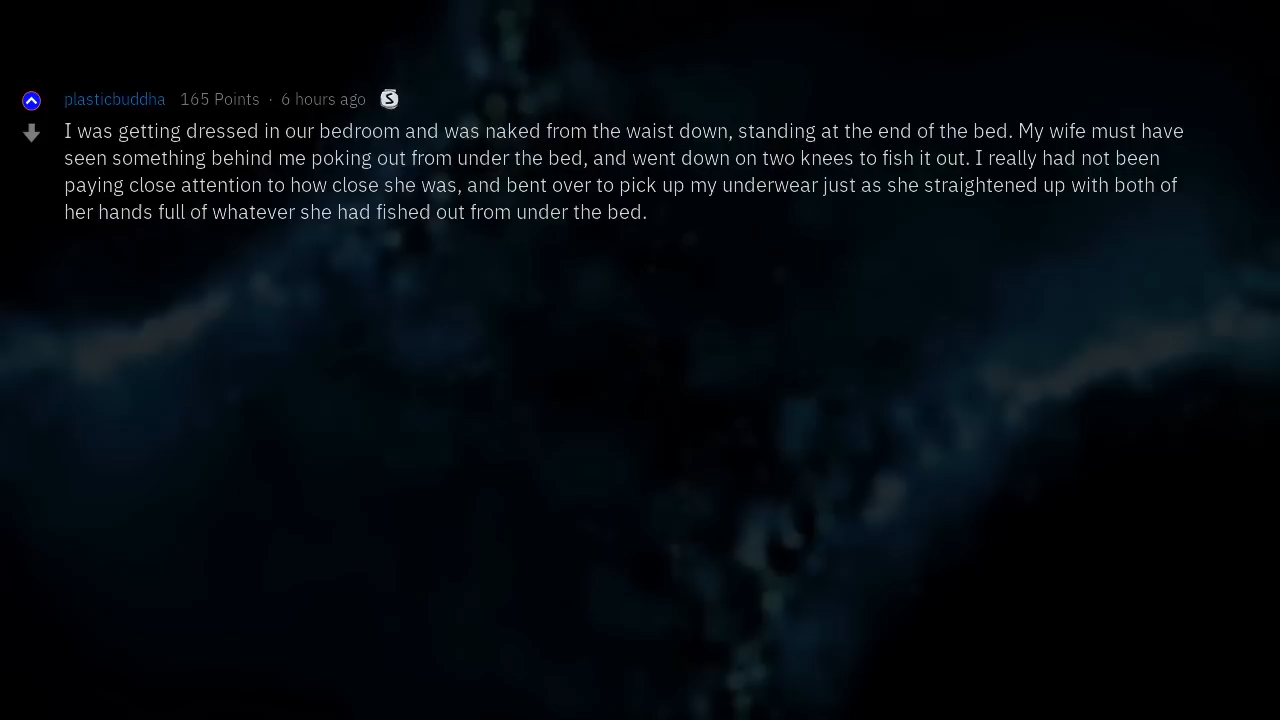 plasticbuddha 165 Points · 6 hours ago
I was getting dressed in our bedroom and was naked from the waist down, standing at the end of the bed. My wife must have
seen something behind me poking out from under the bed, and went down on two knees to fish it out. I really had not been
paying close attention to how close she was, and bent over to pick up my underwear just as she straightened up with both of
her hands full of whatever she had fished out from under the bed.